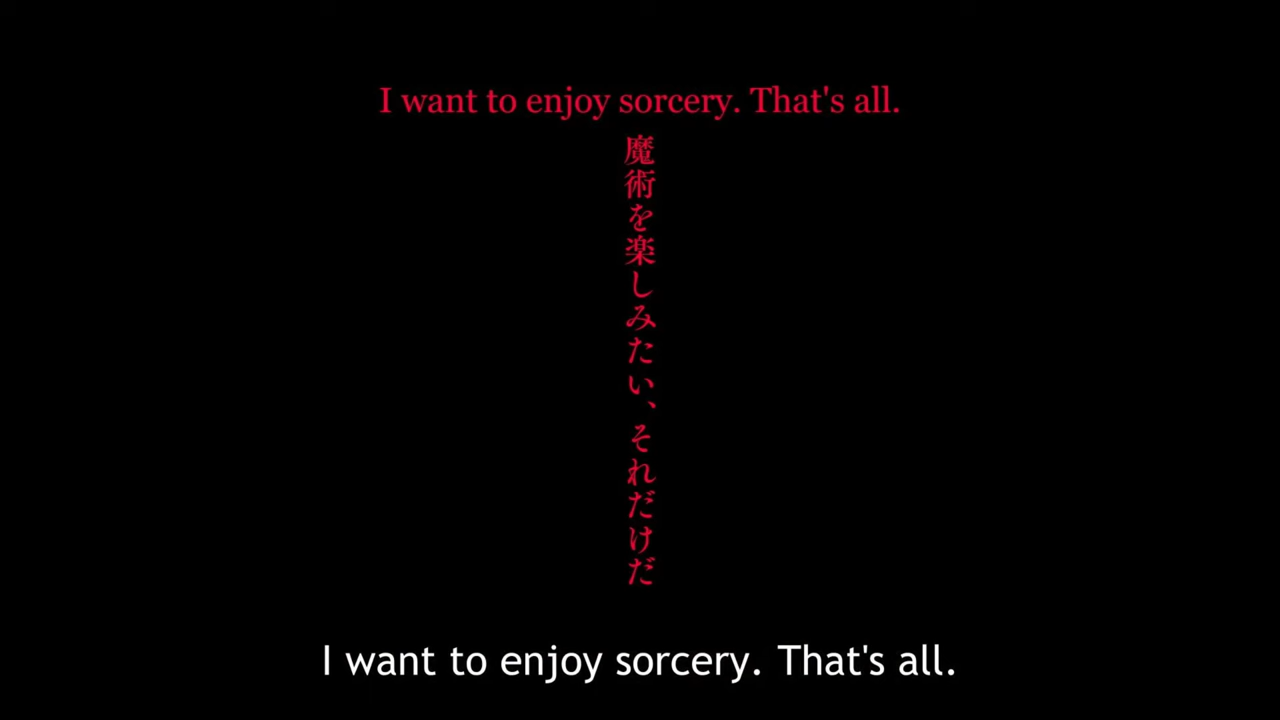 I want to enjoy sorcery. That's all.
魔術を楽しみたい、それだけだ
I want to enjoy sorcery. That's all.